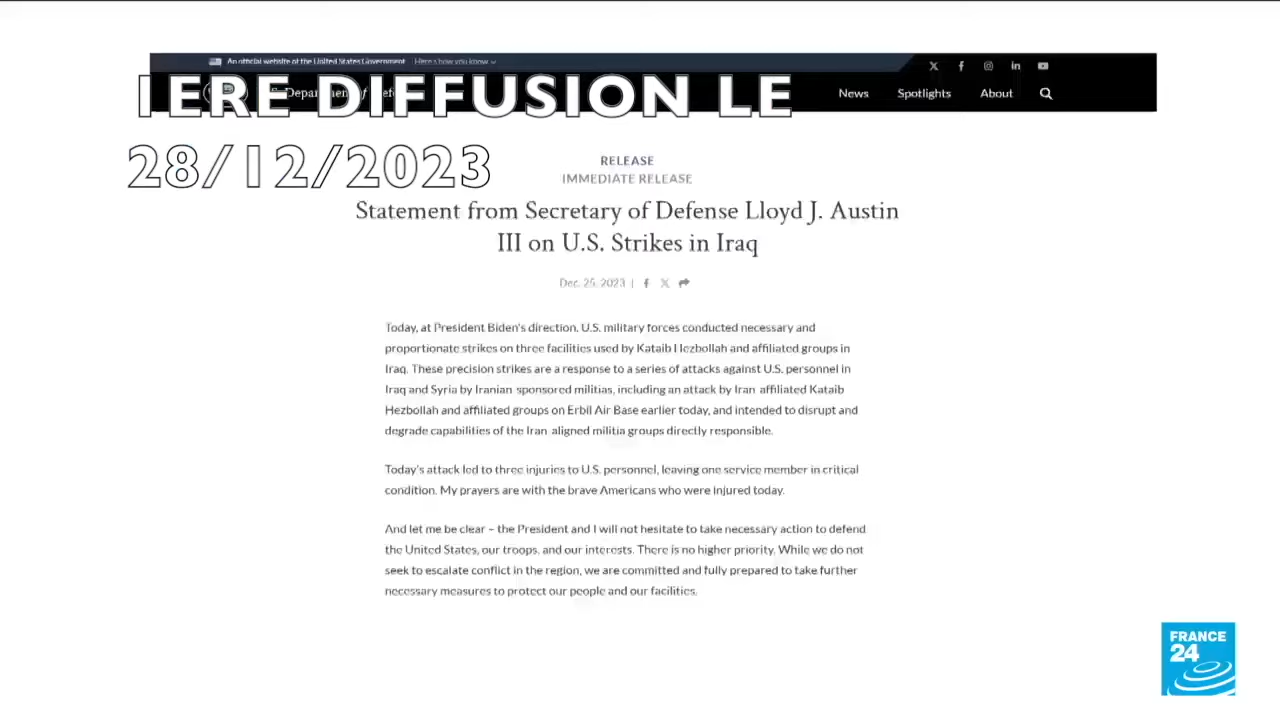 An official website of the United States Government Here's how you know
1ERE DIFFUSION LE
28/12/2023
News Spotlights About
RELEASE
IMMEDIATE RELEASE
Statement from Secretary of Defense Lloyd J. Austin
III on U.S. Strikes in Iraq
Dec. 25, 2023 |
Today, at President Biden's direction, U.S. military forces conducted necessary and
proportionate strikes on three facilities used by Kataib Hezbollah and affiliated groups in
Iraq. These precision strikes are a response to a series of attacks against U.S. personnel in
Iraq and Syria by Iranian-sponsored militias, including an attack by Iran-affiliated Kataib
Hezbollah and affiliated groups on Erbil Air Base earlier today, and intended to disrupt and
degrade capabilities of the Iran-aligned militia groups directly responsible.
Today's attack led to three injuries to U.S. personnel, leaving one service member in critical
condition. My prayers are with the brave Americans who were injured today.
And let me be clear – the President and I will not hesitate to take necessary action to defend
the United States, our troops, and our interests. There is no higher priority. While we do not
seek to escalate conflict in the region, we are committed and fully prepared to take further
necessary measures to protect our people and our facilities.
FRANCE
24